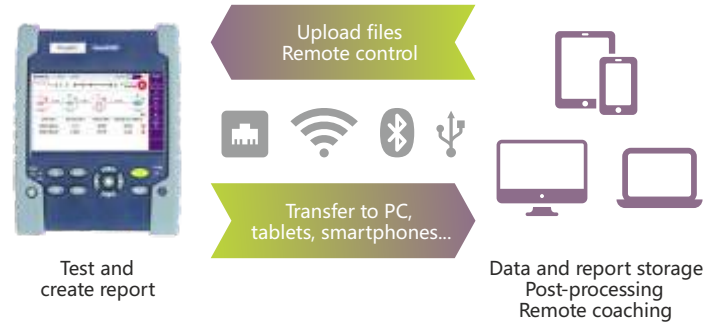 Upload files
Remote control
Transfer to PC,
tablets, smartphones...
Test and
create report
Data and report storage
Post-processing
Remote coaching